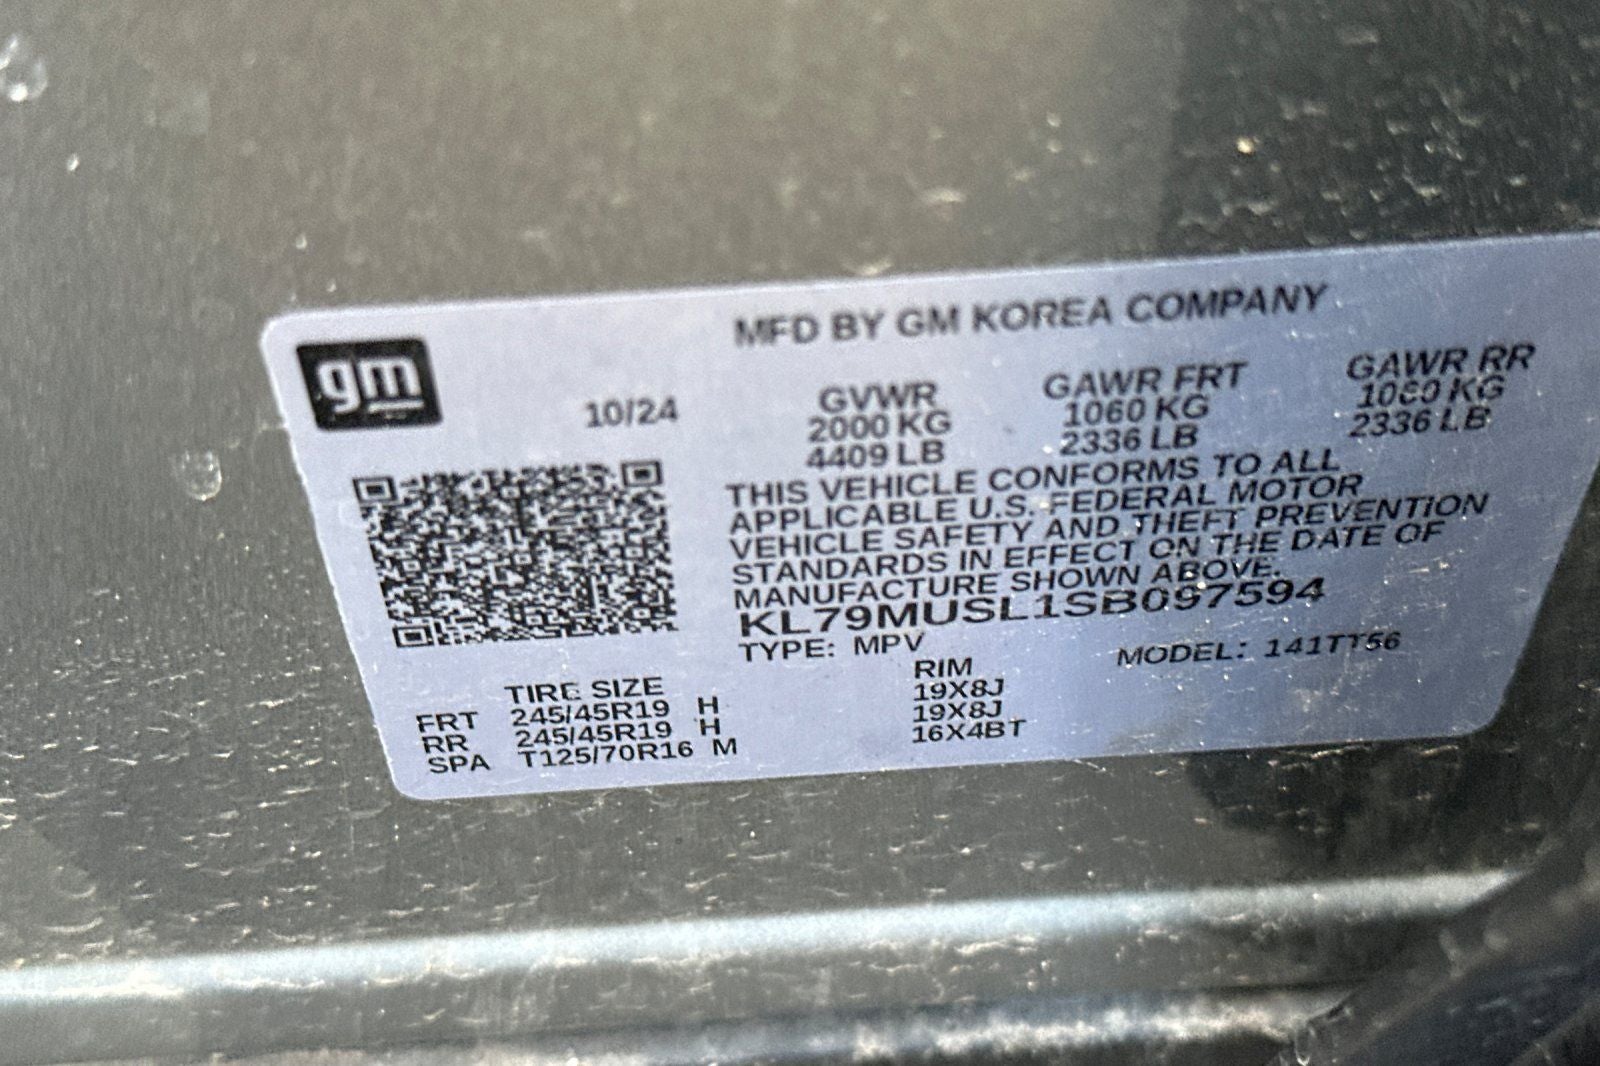 gm
MFD BY GM KOREA COMPANY
10/24
GVWR GAWR FRT GAWR RR
2000 KG 1060 KG 1060 KG
4409 LB 2336 LB 2336 LB
THIS VEHICLE CONFORMS TO ALL
APPLICABLE U.S. FEDERAL MOTOR
VEHICLE SAFETY AND THEFT PREVENTION
STANDARDS IN EFFECT ON THE DATE OF
MANUFACTURE SHOWN ABOVE.
KL79MUSL1SB097594
TYPE: MPV MODEL: 141TT56
TIRE SIZE RIM
FRT 245/45R19 H 19X8J
RR 245/45R19 H 19X8J
SPA T125/70R16 M 16X4BT